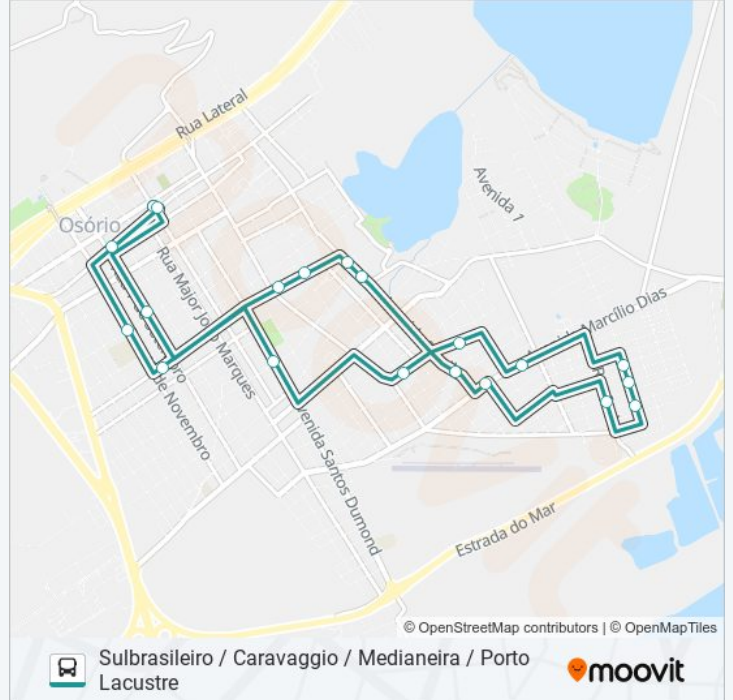 Rua Lateral
Avenida 1
Osório
Rua Major João Marques
Marcílio Dias
de Novembro
Avenida Santos Dumond
Estrada do Mar
© OpenStreetMap contributors | © OpenMapTiles
Sulbrasileiro / Caravaggio / Medianeira / Porto
Lacustre
moovit